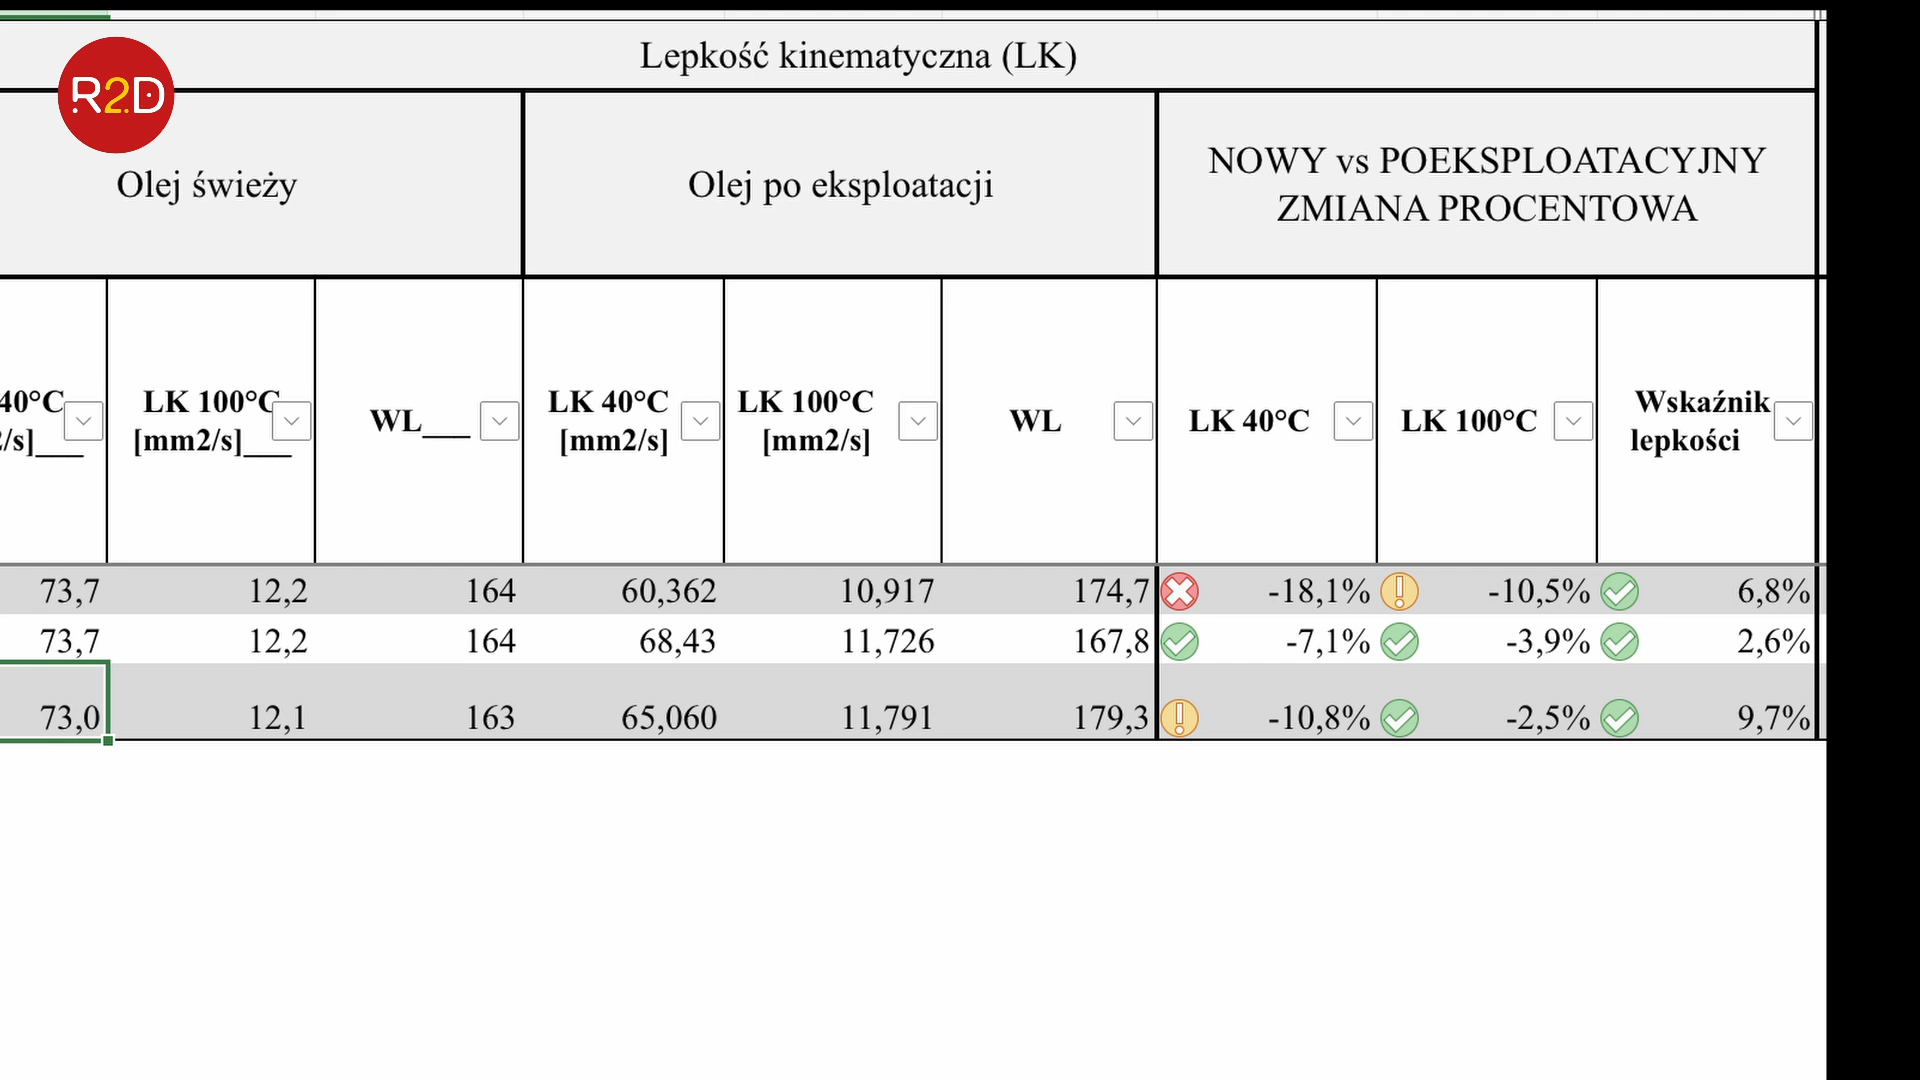 Lepkość kinematyczna (LK)
R2D
Olej świeży
Olej po eksploatacji
NOWY vs POEKSPLOATACYJNY
ZMIANA PROCENTOWA
40°C
/s]___
LK 100°C
[mm2/s]___
WL___
LK 40°C
[mm2/s]
LK 100°C
[mm2/s]
WL
LK 40°C
LK 100°C
Wskaźnik
lepkości
73,7 12,2 164 60,362 10,917 174,7 -18,1% -10,5% 6,8%
73,7 12,2 164 68,43 11,726 167,8 -7,1% -3,9% 2,6%
73,0 12,1 163 65,060 11,791 179,3 -10,8% -2,5% 9,7%